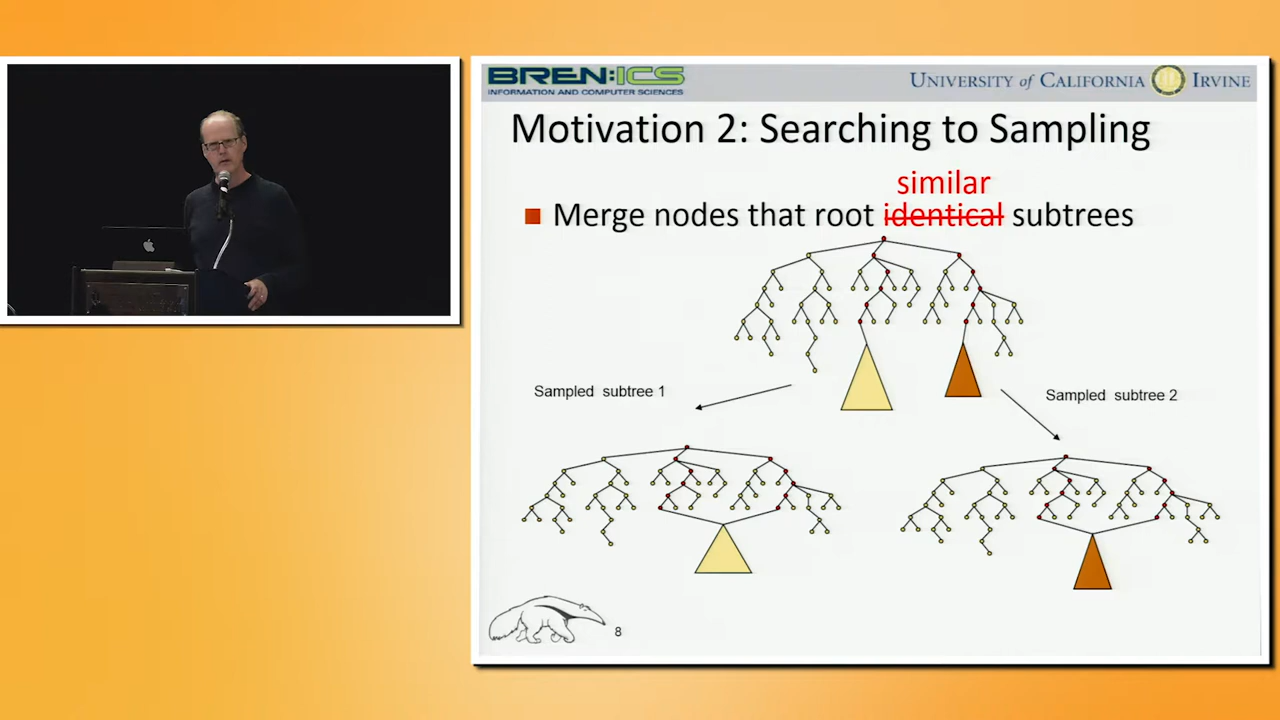 BREN:ICS
INFORMATION AND COMPUTER SCIENCES
UNIVERSITY of CALIFORNIA IRVINE
Motivation 2: Searching to Sampling
similar
Merge nodes that root identical subtrees
Sampled subtree 1
Sampled subtree 2
8